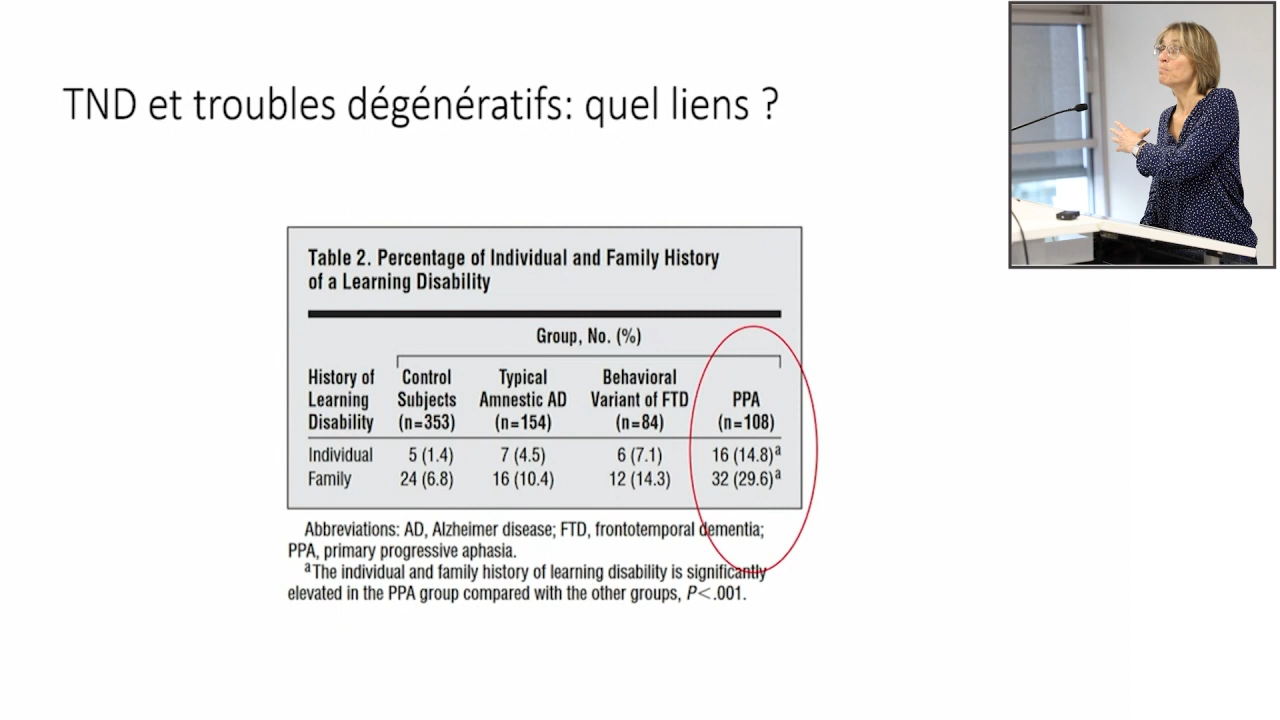 TND et troubles dégénératifs: quel liens ?
Table 2. Percentage of Individual and Family History
of a Learning Disability
Group, No. (%)
History of Learning Disability
Control Subjects (n=353)
Typical Amnestic AD (n=154)
Behavioral Variant of FTD (n=84)
PPA (n=108)
Individual 5 (1.4) 7 (4.5) 6 (7.1) 16 (14.8)ᵃ
Family 24 (6.8) 16 (10.4) 12 (14.3) 32 (29.6)ᵃ
Abbreviations: AD, Alzheimer disease; FTD, frontotemporal dementia;
PPA, primary progressive aphasia.
ᵃThe individual and family history of learning disability is significantly
elevated in the PPA group compared with the other groups, P<.001.